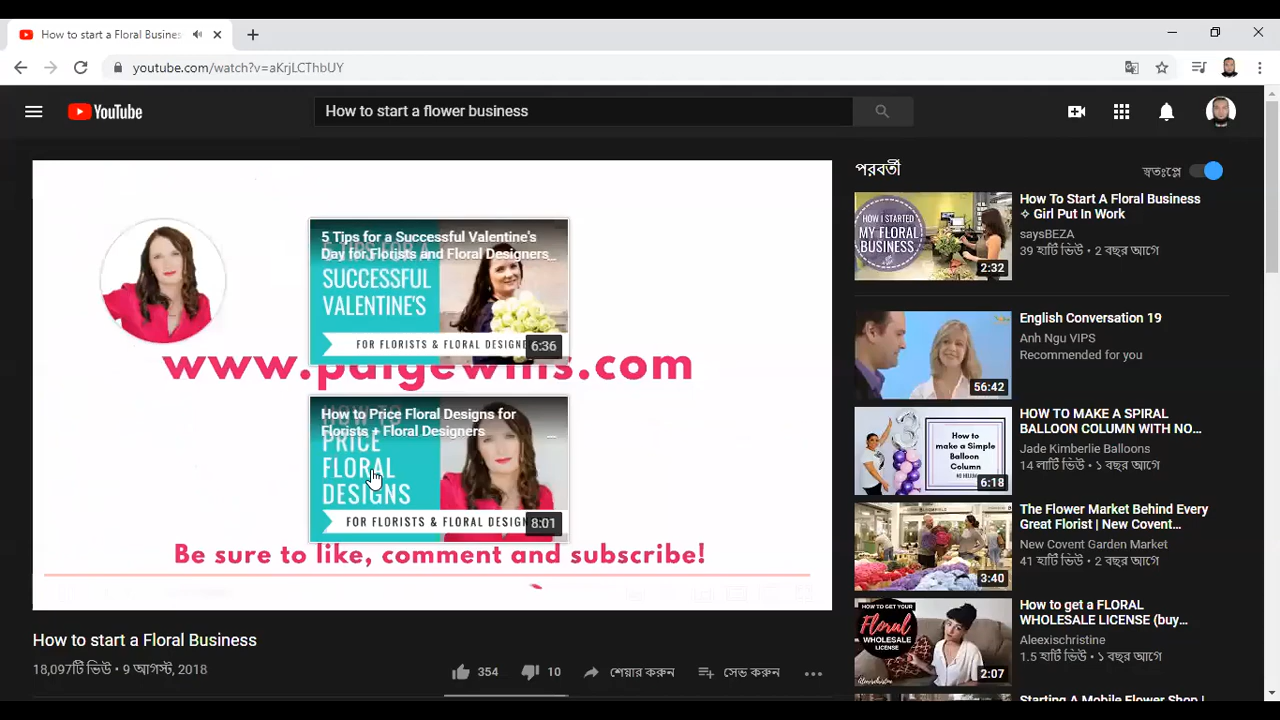 How to start a Floral Busines
youtube.com/watch?v=aKrjLCThbUY
YouTube
How to start a flower business
5 Tips for a Successful Valentine's
Day for Florists and Floral Designers...
SUCCESSFUL
VALENTINE'S
FOR FLORISTS & FLORAL DESIGNE
6:36
www.paigewills.com
How to Price Floral Designs for
Florists + Floral Designers
...
HOW TO
PRICE
FLORAL
DESIGNS
FOR FLORISTS & FLORAL DESIGN
8:01
Be sure to like, comment and subscribe!
How to start a Floral Business
18,097টি ভিউ • 9 আগস্ট, 2018
354
10
শেয়ার করুন
সেভ করুন
পরবর্তী
স্বতঃপ্লে
HOW I STARTED
MY FLORAL
BUSINESS
2:32
How To Start A Floral Business
✧ Girl Put In Work
saysBEZA
39 হাটি ভিউ • ২ বছর আগে
56:42
English Conversation 19
Anh Ngu VIPS
Recommended for you
How to
make a Simple
Balloon
Column
6:18
HOW TO MAKE A SPIRAL
BALLOON COLUMN WITH NO...
Jade Kimberlie Balloons
14 লাটি ভিউ • ১ বছর আগে
3:40
The Flower Market Behind Every
Great Florist | New Covent...
New Covent Garden Market
41 হাটি ভিউ • 2 বছর আগে
HOW TO GET YOUR
Floral
WHOLESALE
LICENSE
Aleexischristine
2:07
How to get a FLORAL
WHOLESALE LICENSE (buy...
Aleexischristine
1.5 হাটি ভিউ • ১ বছর আগে
Starting A Mobile Flower Shop |